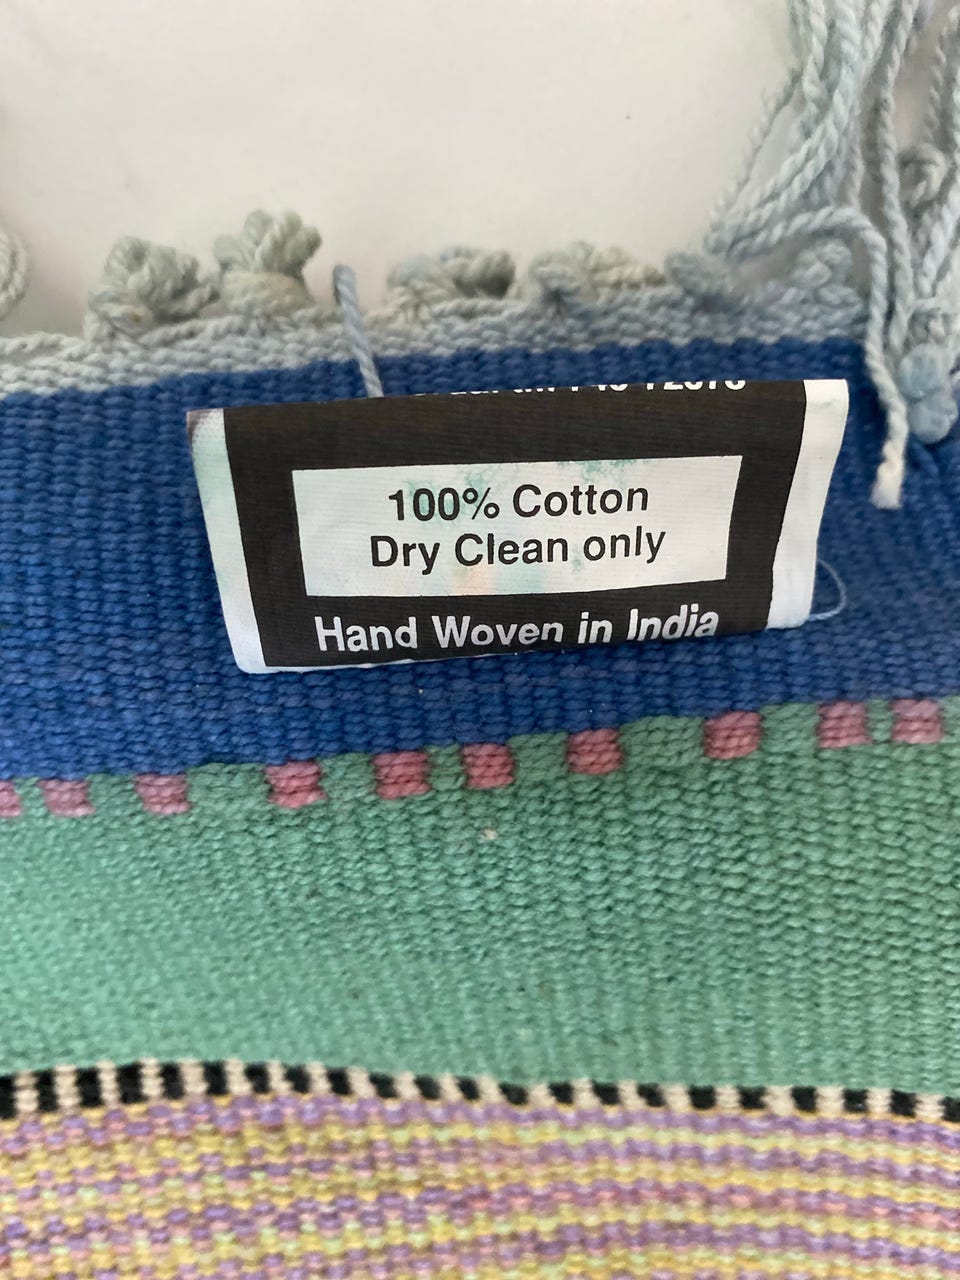 100% Cotton
Dry Clean only
Hand Woven in India